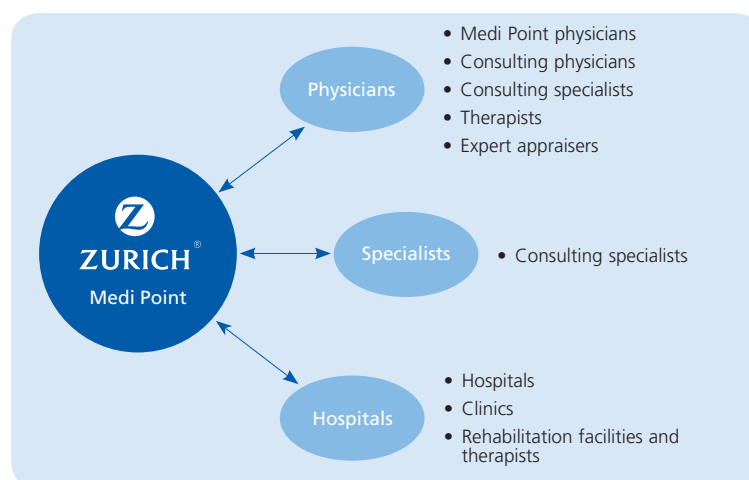 • Medi Point physicians
• Consulting physicians
Physicians
• Consulting specialists
• Therapists
• Expert appraisers
Z
ZURICH®
Medi Point
Specialists
• Consulting specialists
• Hospitals
• Clinics
Hospitals
• Rehabilitation facilities and
therapists